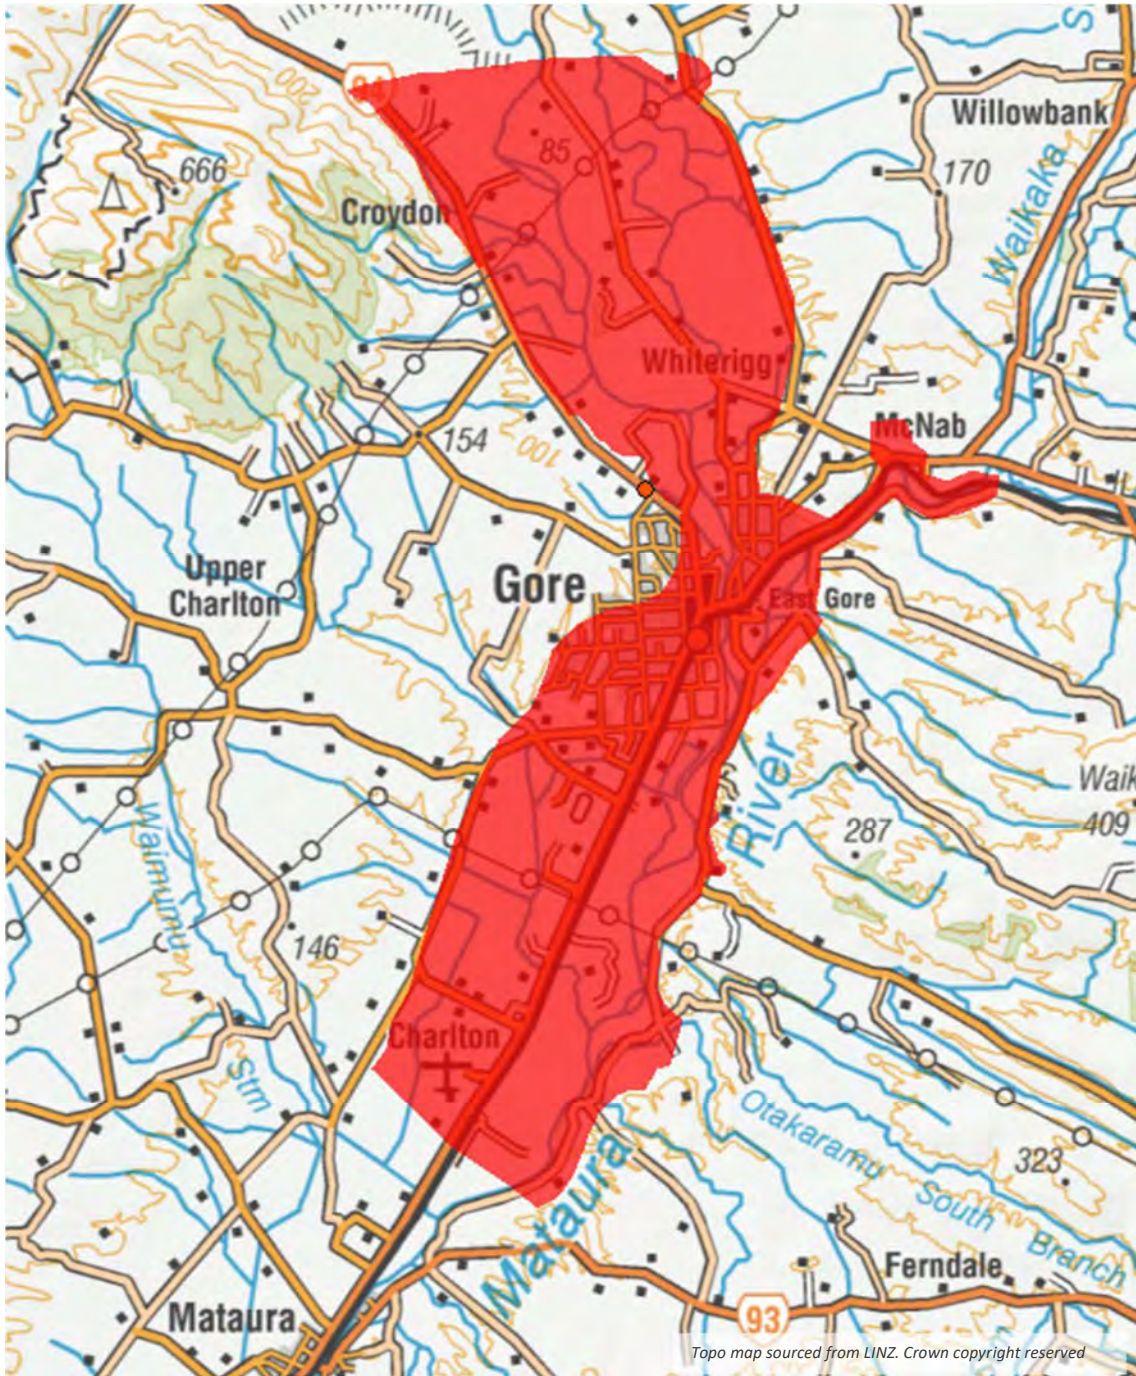 S
94
200
Willowbank
85
666
170
Waikaka
Croydon
Whiterigg
McNab
154
100
Upper
Charlton
Gore
East Gore
River
Waik
409
287
Waimumu
146
Charlton
Stm
Otakaramu
323
South
Mataura
Branch
Ferndale
Mataura
93
Topo map sourced from LINZ. Crown copyright reserved